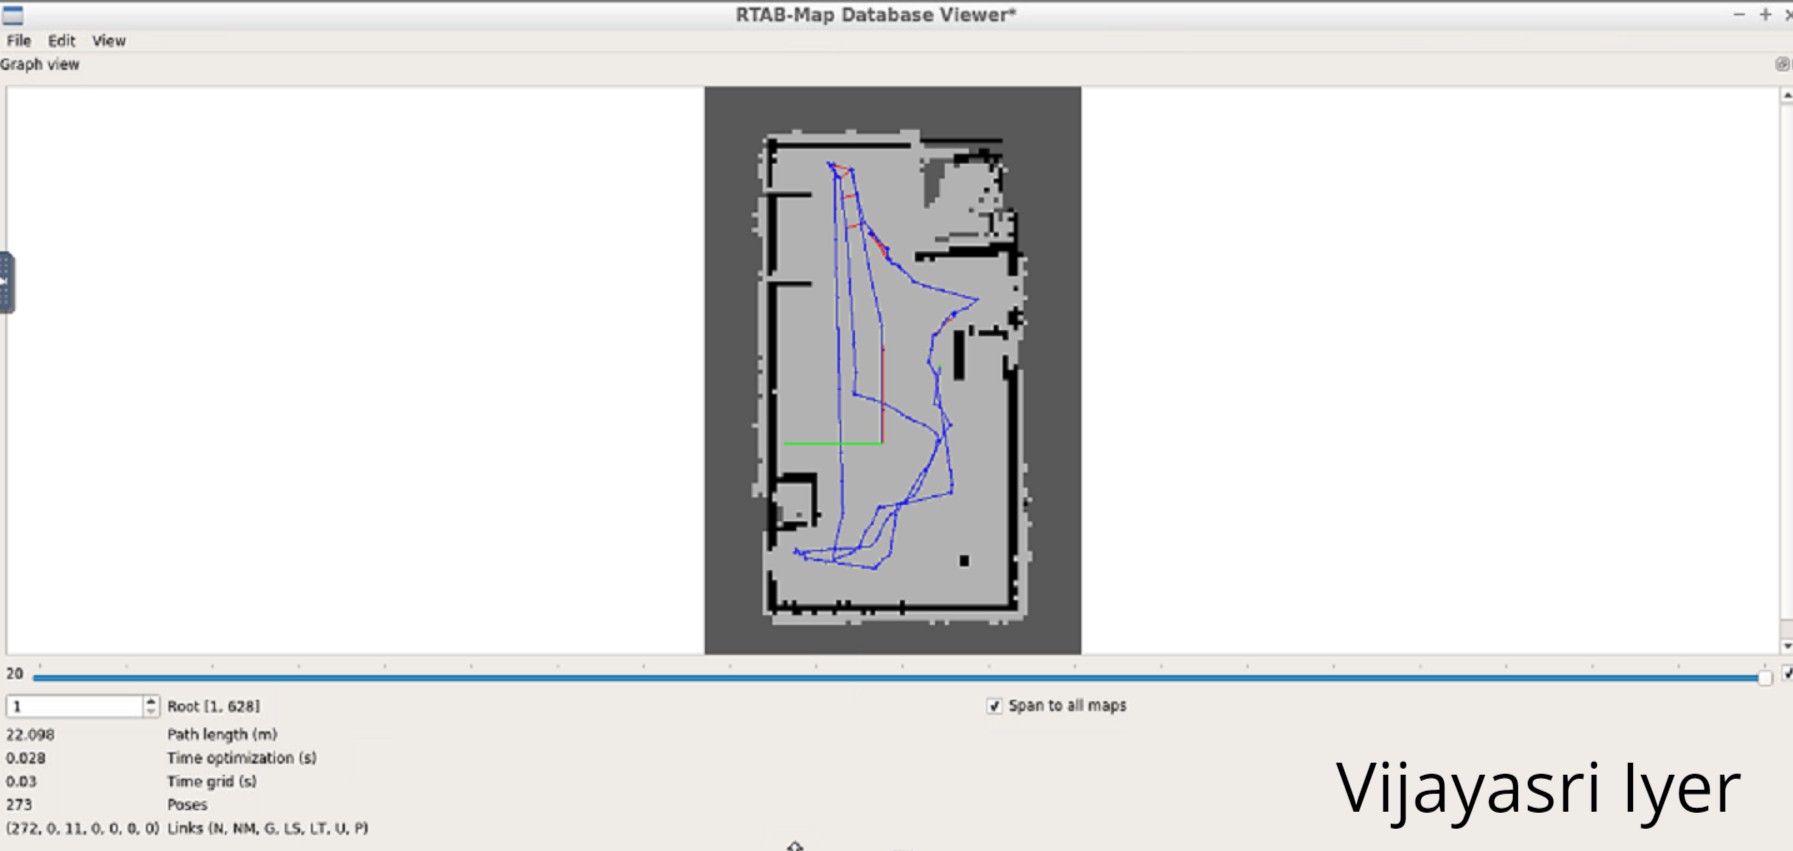 RTAB-Map Database Viewer*
File Edit View
Graph view
20
1 Root [1, 628] Span to all maps
22.098 Path length (m)
0.028 Time optimization (s)
0.03 Time grid (s)
273 Poses
(272, 0, 11, 0, 0, 0, 0) Links (N, NM, G, LS, LT, U, P)
Vijayasri Iyer